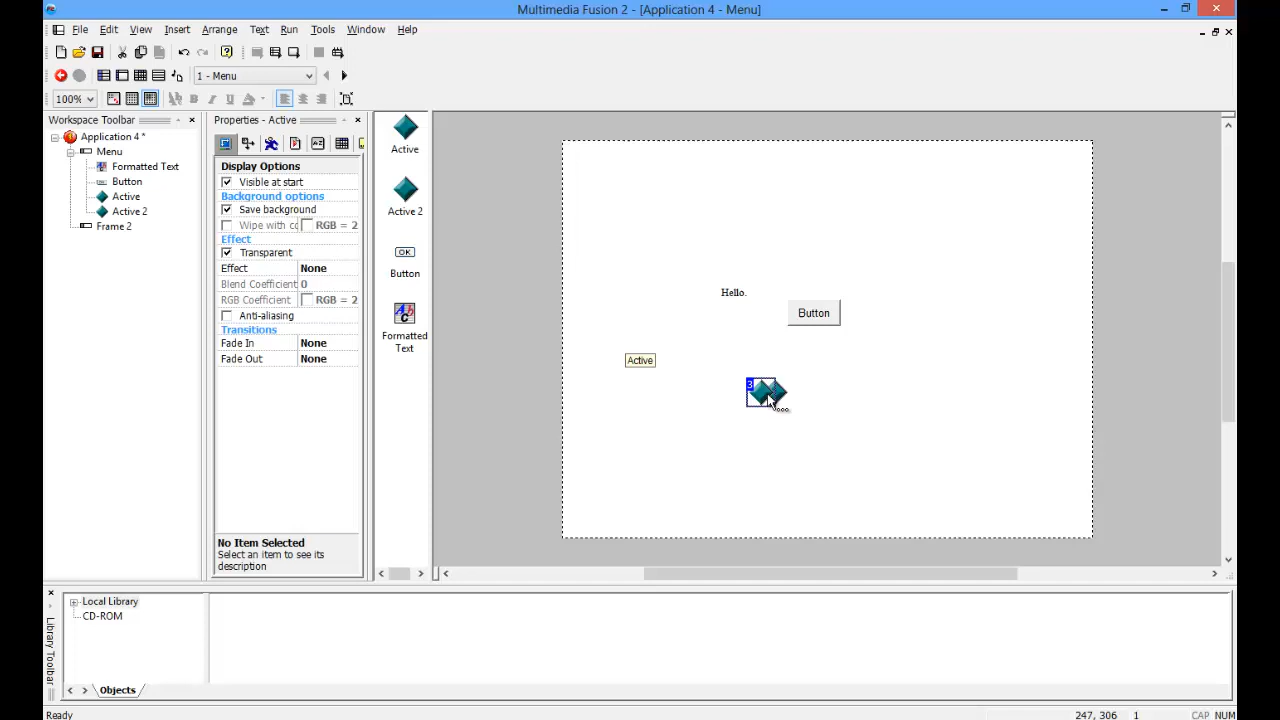 Multimedia Fusion 2 - [Application 4 - Menu]
File Edit View Insert Arrange Text Run Tools Window Help
1 - Menu
100%
Workspace Toolbar
Application 4 *
Menu
Formatted Text
Button
Active
Active 2
Frame 2
Properties - Active
Display Options
Visible at start
Background options
Save background
Wipe with co RGB = 2
Effect
Transparent
Effect None
Blend Coefficient 0
RGB Coefficient RGB = 2
Anti-aliasing
Transitions
Fade In None
Fade Out None
No Item Selected
Select an item to see its
description
Active
Active 2
OK
Button
Formatted
Text
Hello.
Button
Active
3
Library Toolbar
Local Library
CD-ROM
Objects
Ready
247, 306 1 CAP NUM